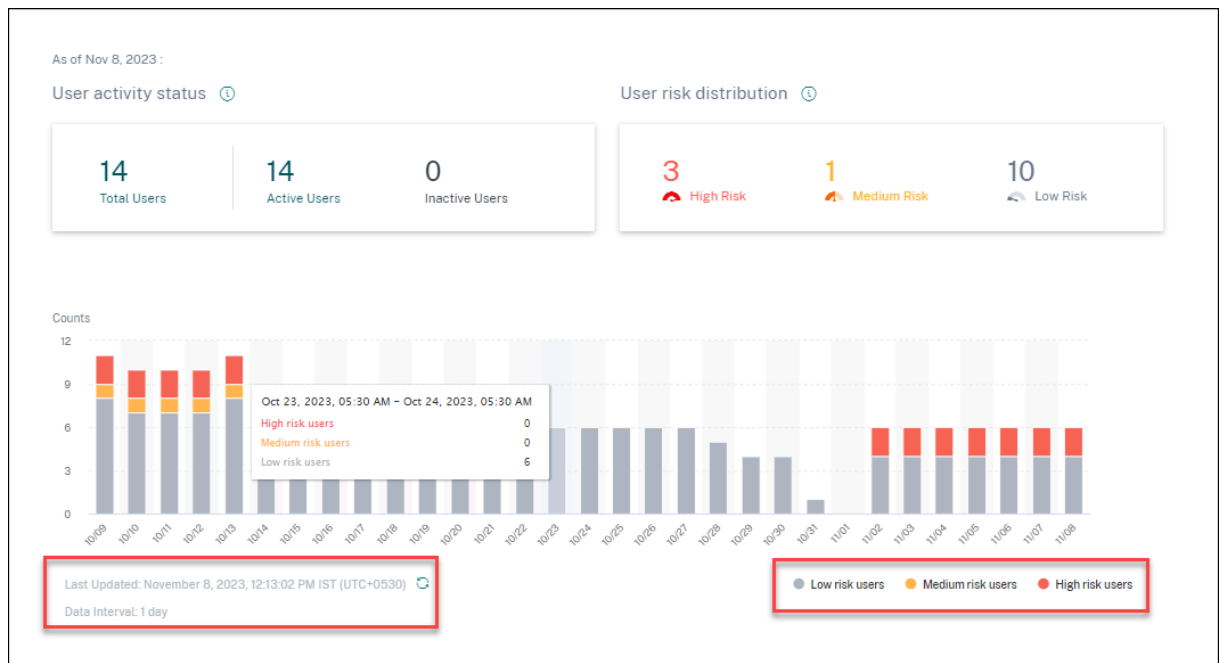 As of Nov 8, 2023 :
User activity status
User risk distribution
14
Total Users
14
Active Users
0
Inactive Users
3
High Risk
1
Medium Risk
10
Low Risk
Counts
12
9
6
3
0
Oct 23, 2023, 05:30 AM – Oct 24, 2023, 05:30 AM
High risk users 0
Medium risk users 0
Low risk users 6
10/09 10/10 10/11 10/12 10/13 10/14 10/15 10/16 10/17 10/18 10/19 10/20 10/21 10/22 10/23 10/24 10/25 10/26 10/27 10/28 10/29 10/30 10/31 11/01 11/02 11/03 11/04 11/05 11/06 11/07 11/08
Last Updated: November 8, 2023, 12:13:02 PM IST (UTC+0530)
Data Interval: 1 day
Low risk users Medium risk users High risk users